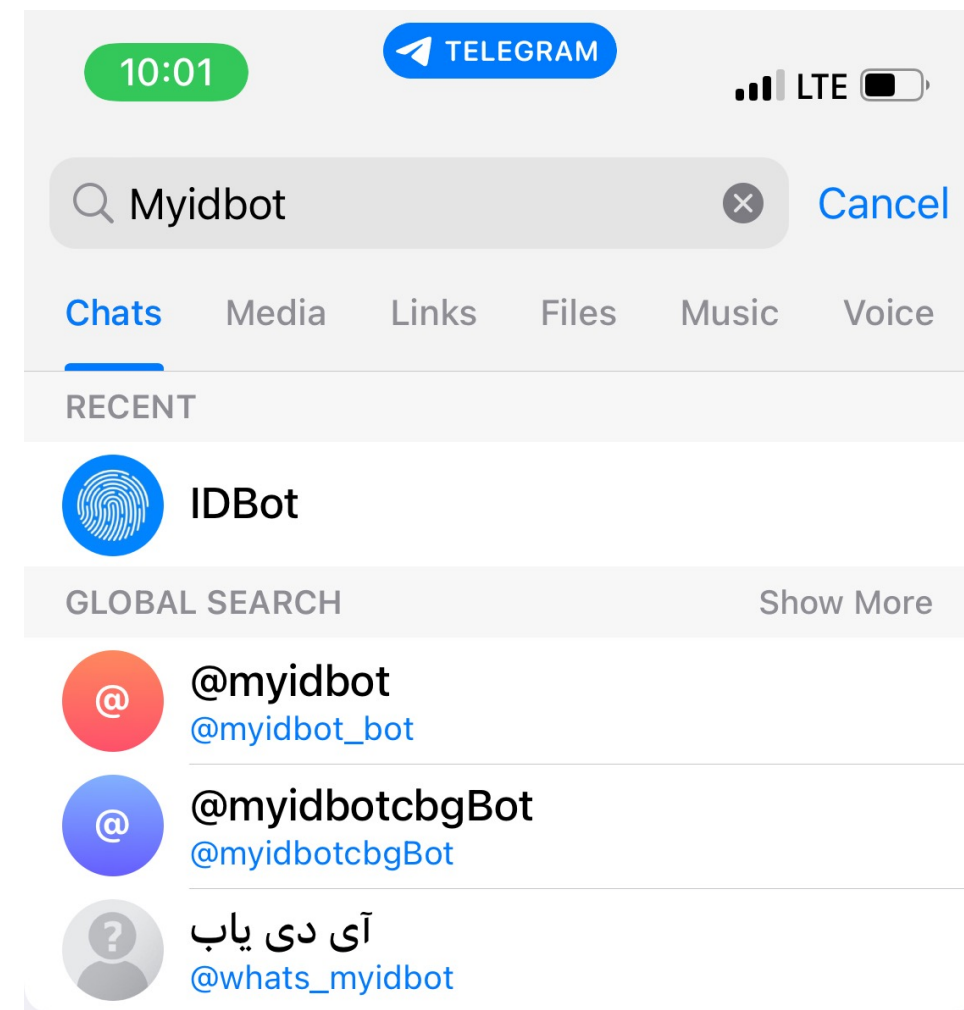 10:01
TELEGRAM
LTE
Myidbot
Cancel
Chats Media Links Files Music Voice
RECENT
IDBot
GLOBAL SEARCH Show More
@
@myidbot
@myidbot_bot
@
@myidbotcbgBot
@myidbotcbgBot
?
آی دی یاب
@whats_myidbot